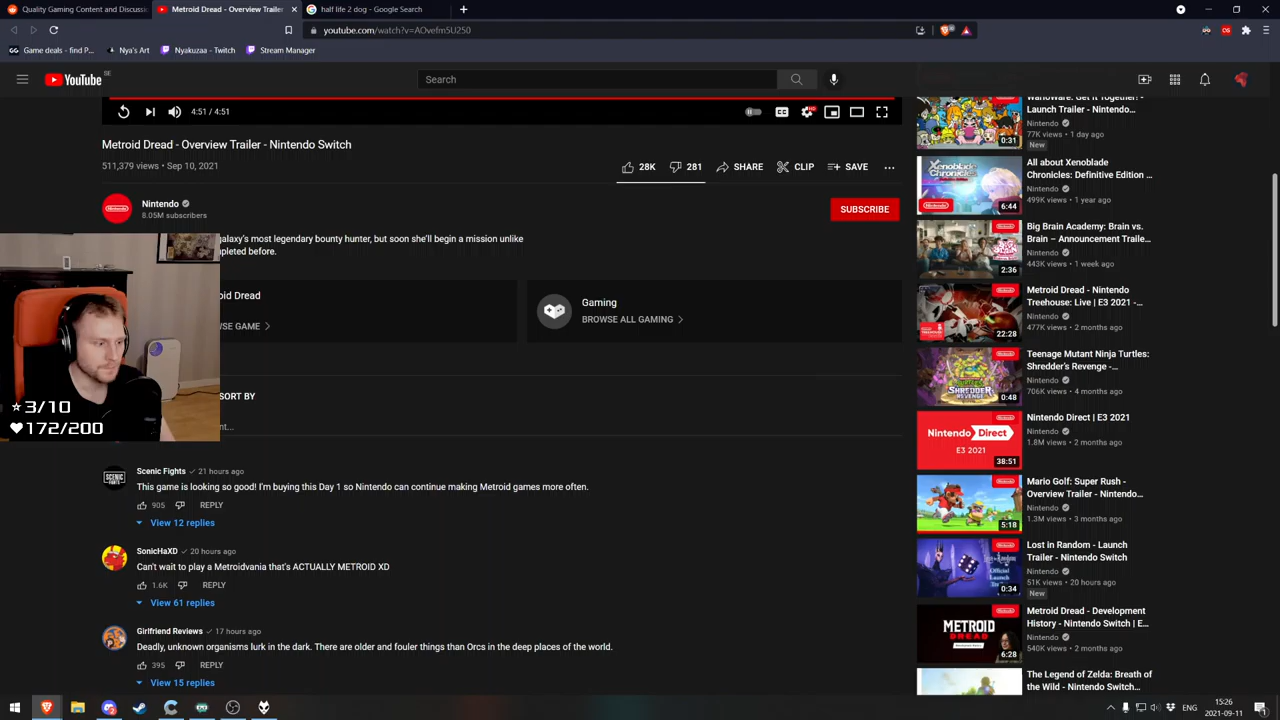 Quality Gaming Content and Discussi
Metroid Dread - Overview Trailer
half life 2 dog - Google Search
youtube.com/watch?v=AOvefm5U250
Game deals - find P...
Nya's Art
Nyakuzaa - Twitch
Stream Manager
YouTube SE
Search
4:51 / 4:51
CC
HD
Metroid Dread - Overview Trailer - Nintendo Switch
511,379 views • Sep 10, 2021
28K
281
SHARE
CLIP
SAVE
Nintendo
8.05M subscribers
SUBSCRIBE
galaxy's most legendary bounty hunter, but soon she'll begin a mission unlike
pleted before.
oid Dread
SE GAME
Gaming
BROWSE ALL GAMING
3/10
172/200
SORT BY
nt...
SCENIC FIGHTS
Scenic Fights • 21 hours ago
This game is looking so good! I'm buying this Day 1 so Nintendo can continue making Metroid games more often.
905 REPLY
View 12 replies
SonicHaXD • 20 hours ago
Can't wait to play a Metroidvania that's ACTUALLY METROID XD
1.6K REPLY
View 61 replies
Girlfriend Reviews • 17 hours ago
Deadly, unknown organisms lurk in the dark. There are older and fouler things than Orcs in the deep places of the world.
395 REPLY
View 15 replies
WarioWare: Get It Together! -
Launch Trailer - Nintendo...
Nintendo
77K views • 1 day ago
New
0:31
All about Xenoblade
Chronicles: Definitive Edition ...
Nintendo
499K views • 1 year ago
Xenoblade
Chronicles
6:44
Big Brain Academy: Brain vs.
Brain – Announcement Traile...
Nintendo
443K views • 1 week ago
2:36
Metroid Dread - Nintendo
Treehouse: Live | E3 2021 -...
Nintendo
477K views • 2 months ago
22:28
Teenage Mutant Ninja Turtles:
Shredder's Revenge -...
Nintendo
706K views • 4 months ago
SHREDDER'S
REVENGE
0:48
Nintendo Direct | E3 2021
Nintendo
1.8M views • 2 months ago
Nintendo Direct
E3 2021
38:51
Mario Golf: Super Rush -
Overview Trailer - Nintendo...
Nintendo
1.3M views • 3 months ago
5:18
Lost in Random - Launch
Trailer - Nintendo Switch
Nintendo
51K views • 20 hours ago
New
Official
Launch
0:34
Metroid Dread - Development
History - Nintendo Switch | E...
Nintendo
540K views • 2 months ago
METROID
DREAD
6:28
The Legend of Zelda: Breath of
the Wild - Nintendo Switch...
ENG
15:26
2021-09-11
1